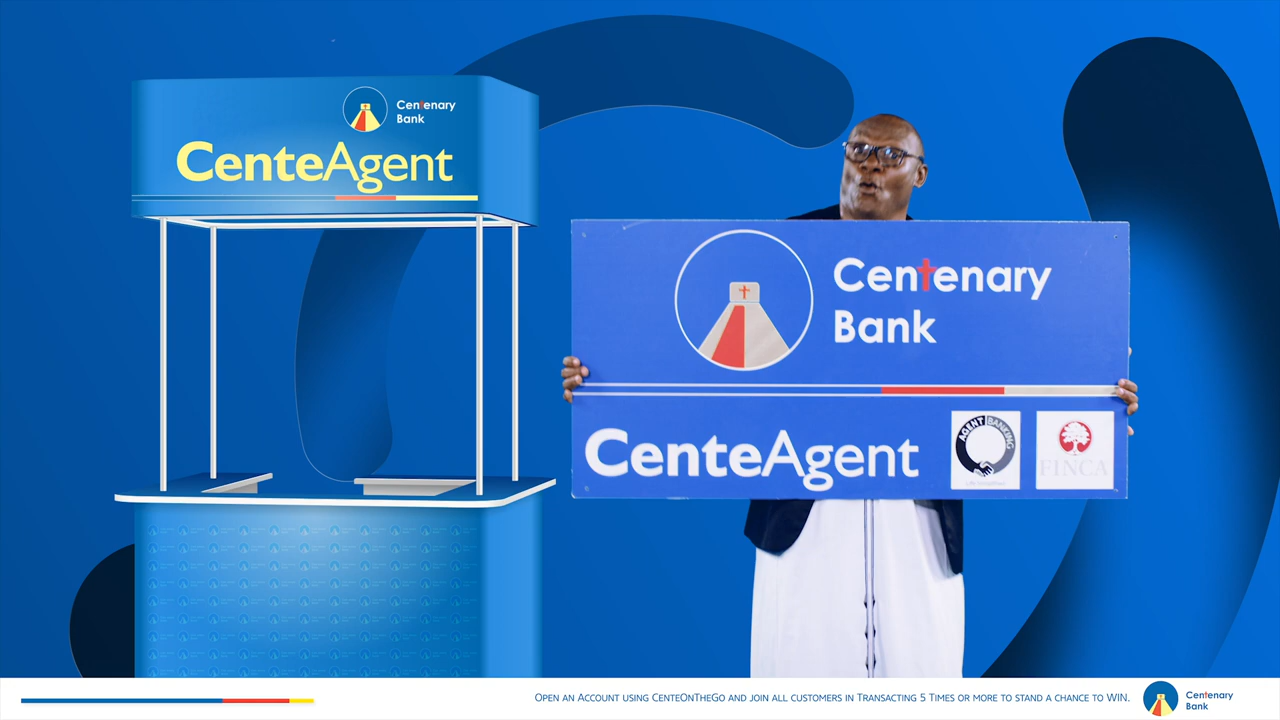 Centenary
Bank
CenteAgent
Centenary
Bank
CenteAgent
AGENT BANKING
FINCA
OPEN AN ACCOUNT USING CENTEONTHEGO AND JOIN ALL CUSTOMERS IN TRANSACTING 5 TIMES OR MORE TO STAND A CHANCE TO WIN.
Centenary
Bank